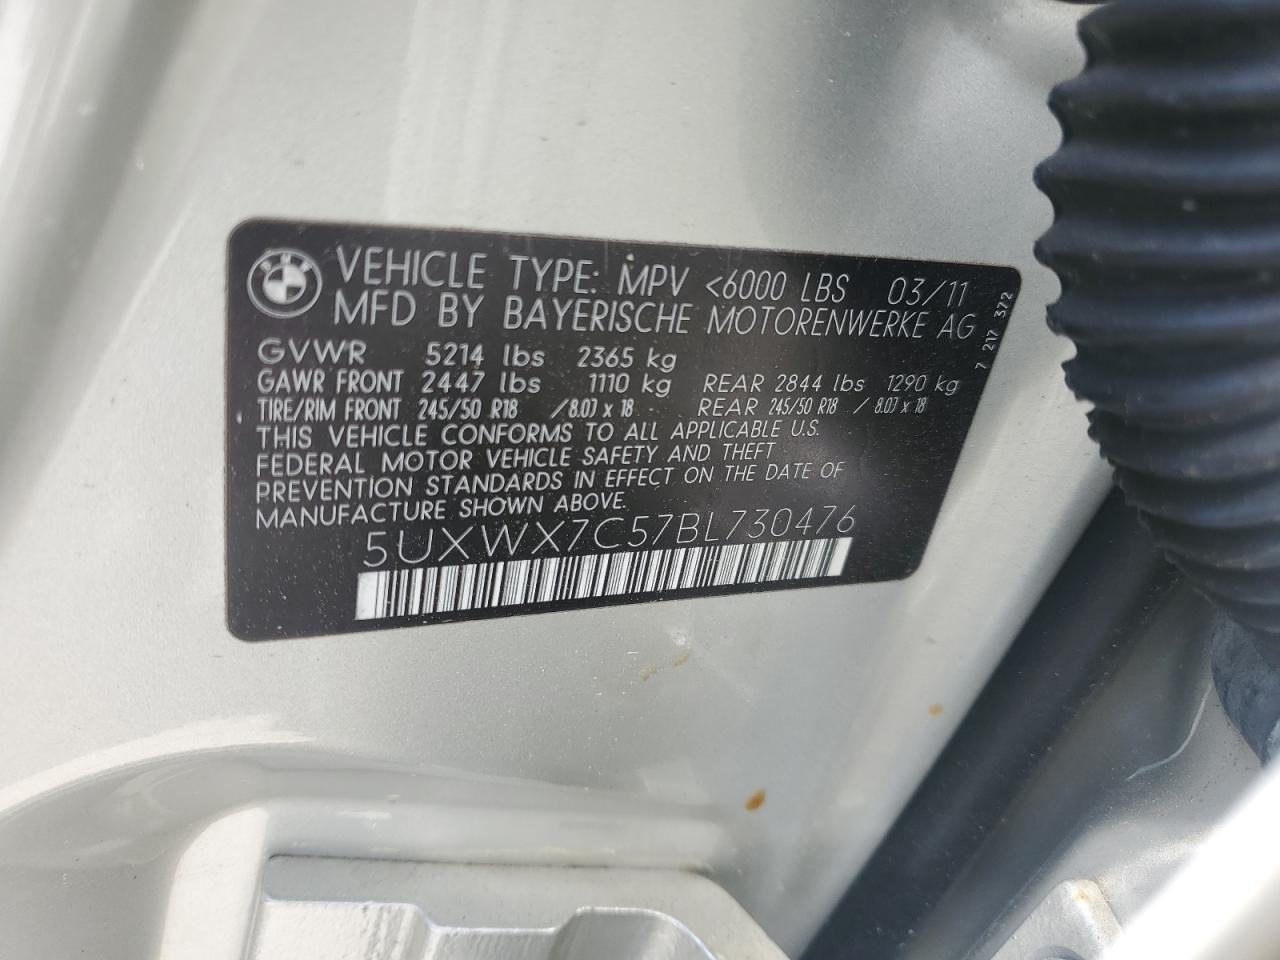 BMW VEHICLE TYPE: MPV <6000 LBS 03/11
MFD BY BAYERISCHE MOTORENWERKE AG
7 217 372
GVWR 5214 lbs 2365 kg
GAWR FRONT 2447 lbs 1110 kg REAR 2844 lbs 1290 kg
TIRE/RIM FRONT 245/50 R18 / 8.0J x 18 REAR 245/50 R18 / 8.0J x 18
THIS VEHICLE CONFORMS TO ALL APPLICABLE U.S.
FEDERAL MOTOR VEHICLE SAFETY AND THEFT
PREVENTION STANDARDS IN EFFECT ON THE DATE OF
MANUFACTURE SHOWN ABOVE.
5UXWX7C57BL730476